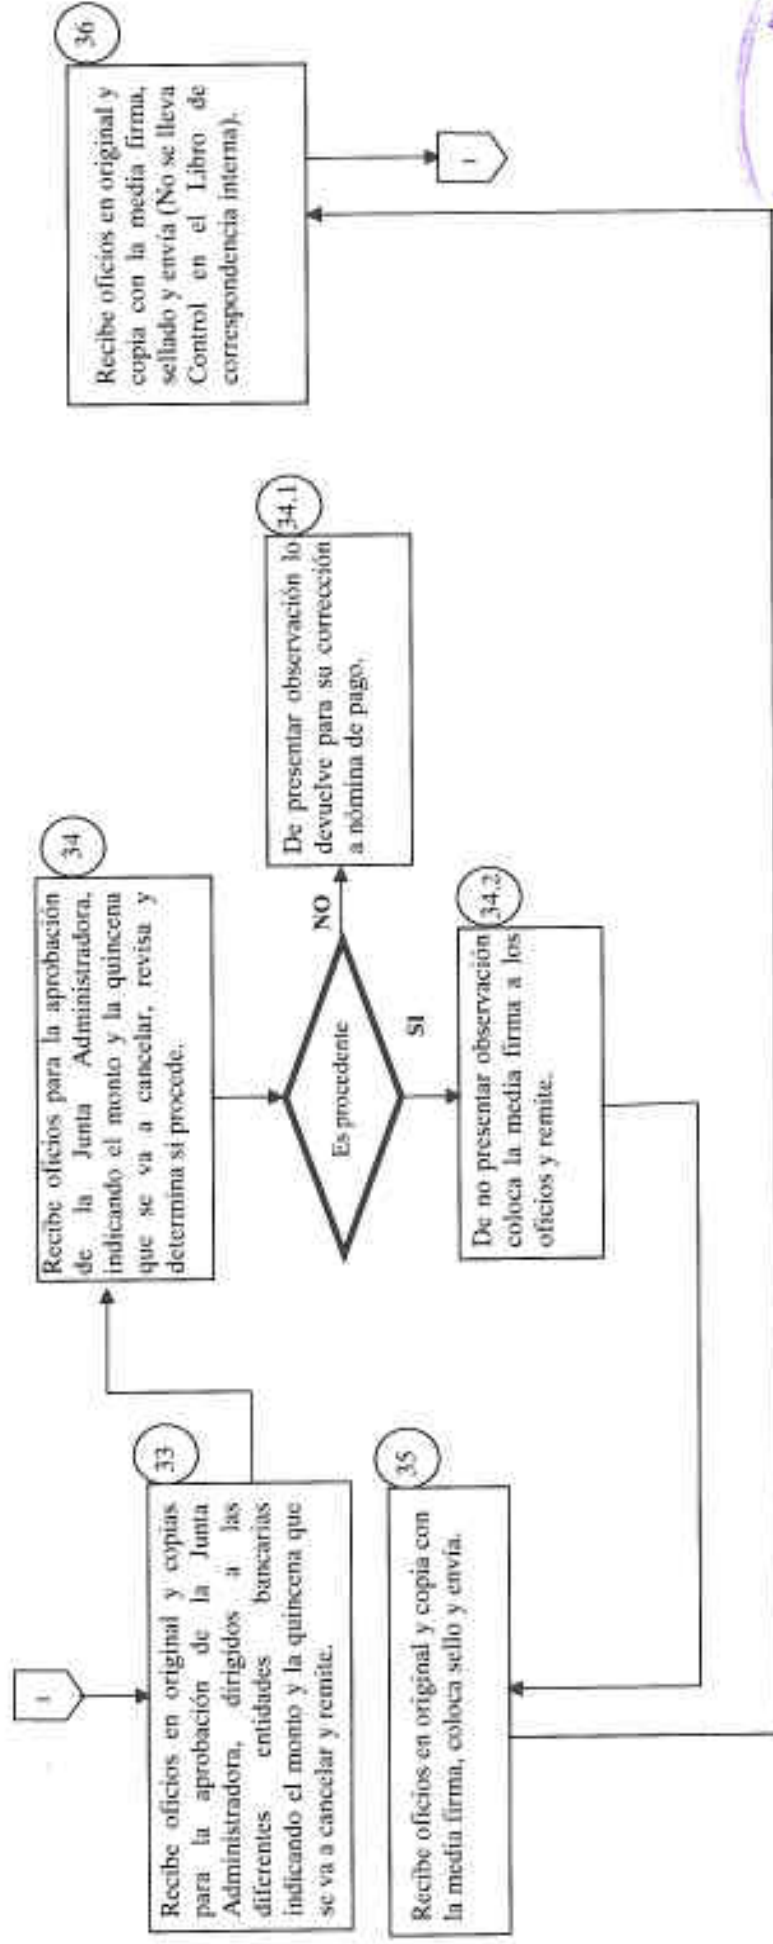 1
33
Recibe oficios en original y copias
para la aprobación de la Junta
Administradora, dirigidos a las
diferentes entidades bancarias
indicando el monto y la quincena que
se va a cancelar y remite.
34
Recibe oficios para la aprobación
de la Junta Administradora,
indicando el monto y la quincena
que se va a cancelar, revisa y
determina si procede.
Es procedente
NO
34.1
De presentar observación lo
devuelve para su corrección
a nómina de pago.
SI
34.2
De no presentar observación
coloca la media firma a los
oficios y remite.
35
Recibe oficios en original y copia con
la media firma, coloca sello y envía.
36
Recibe oficios en original y
copia con la media firma,
sellado y envía (No se lleva
Control en el Libro de
correspondencia interna).
1